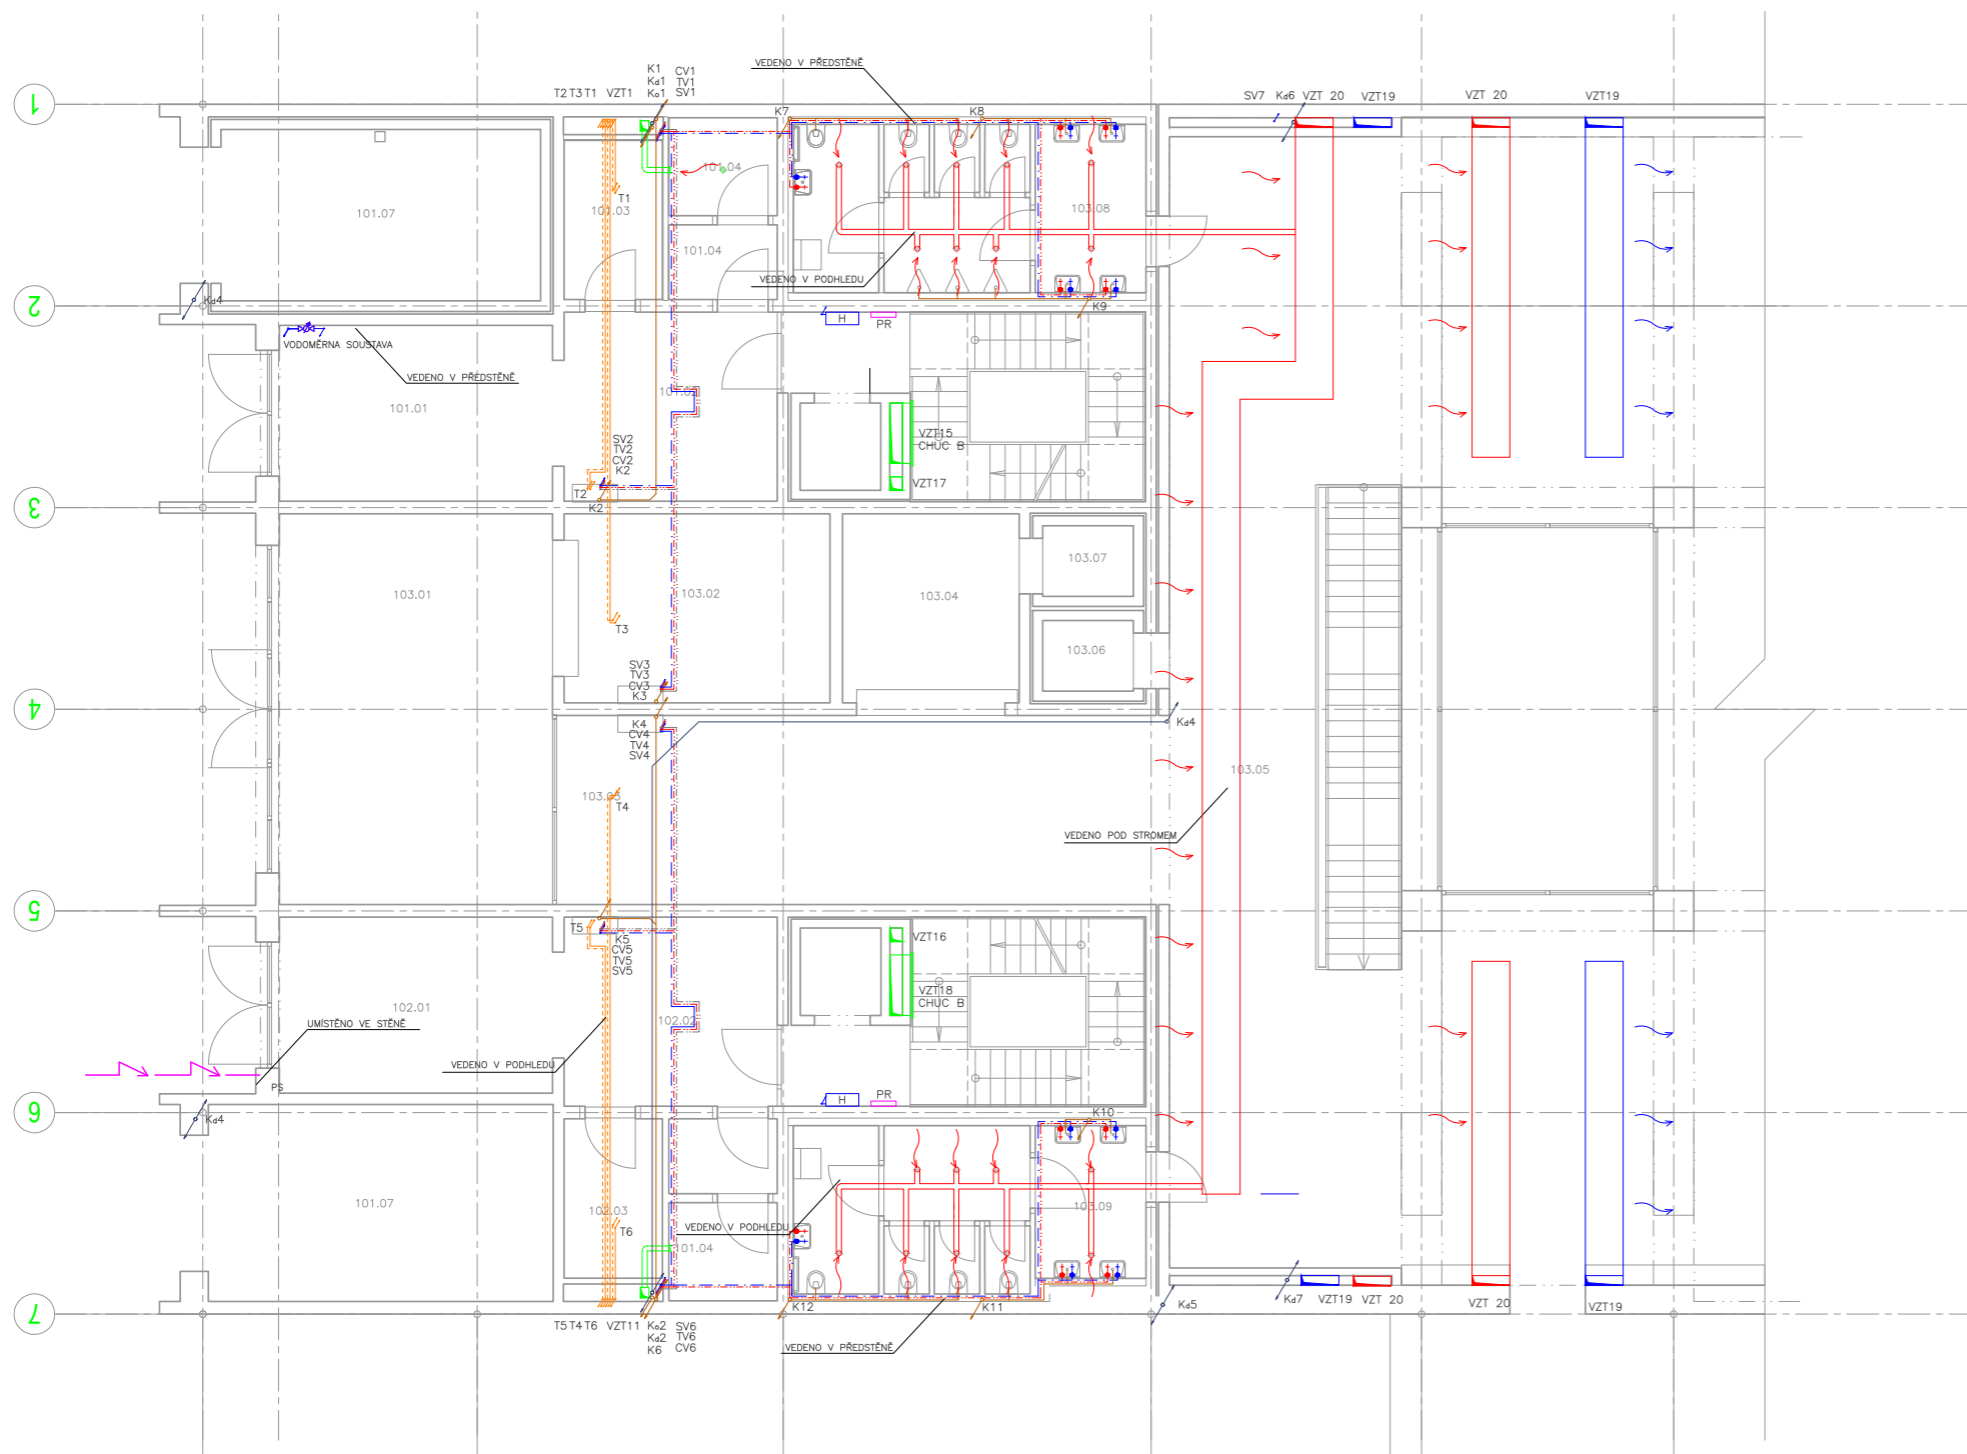 VEDENO V PŘEDSTĚNĚ
K1
Kd1
Ko1
CV1
TV1
SV1
T2 T3 T1 VZT1
K7
K8
SV7 Kd6 VZT 20 VZT19
VZT 20
VZT19
1
101.04
T1
101.03
101.07
103.08
101.04
VEDENO V PODHLEDU
2
Kd4
K9
H
PR
VODOMĚRNA SOUSTAVA
VEDENO V PŘEDSTĚNĚ
101.02
101.01
SV2
TV2
CV2
K2
VZT15
CHÚC B
VZT17
T2
K2
3
103.07
103.01
103.02
103.04
T3
103.06
SV3
TV3
CV3
K3
4
K4
CV4
TV4
SV4
Kd4
103.05
103.03
T4
VEDENO POD STROMEM
5
T5
K5
CV5
TV5
SV5
VZT16
VZT18
CHÚC B
102.01
102.02
UMÍSTĚNO VE STĚNĚ
VEDENO V PODHLEDU
PS
H
PR
6
Kd4
K10
101.07
102.03
103.09
T6
VEDENO V PODHLEDU
101.04
7
K12
K11
Kd5
Kd7
VZT19 VZT 20
VZT 20
VZT19
T5 T4 T6 VZT11
Ko2
Kd2
K6
SV6
TV6
CV6
VEDENO V PŘEDSTĚNĚ